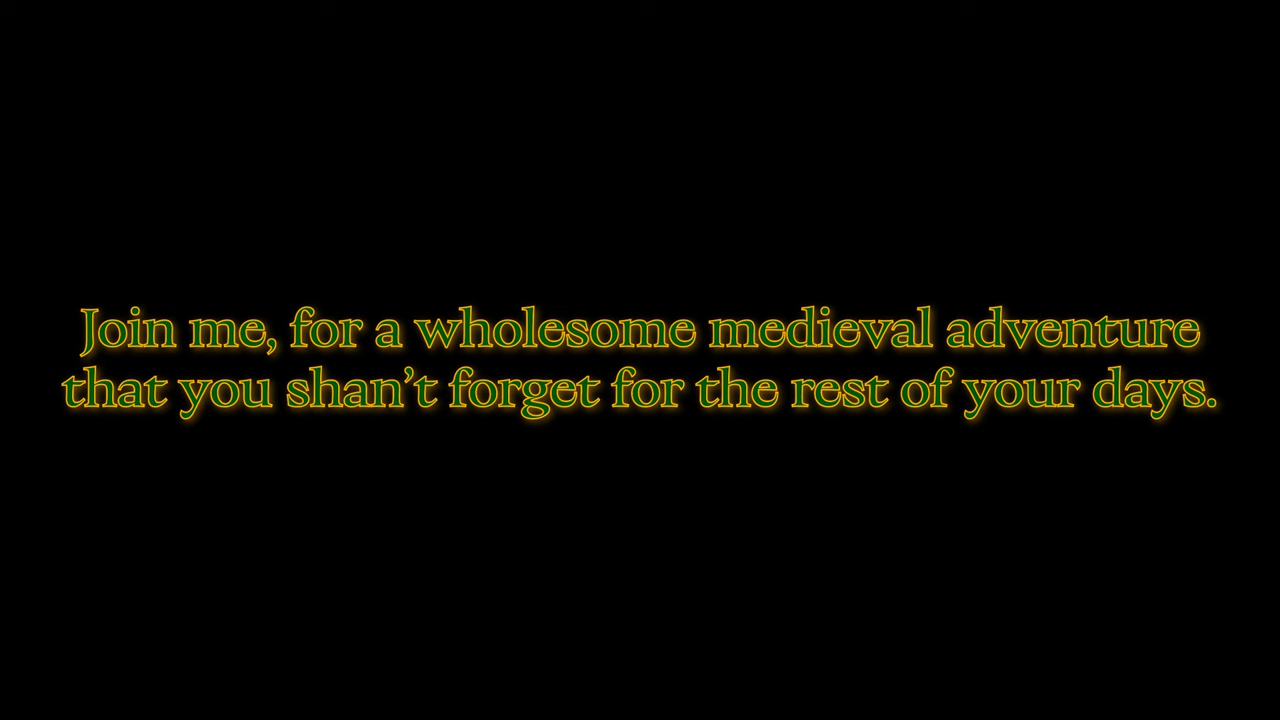 Join me, for a wholesome medieval adventure
that you shan’t forget for the rest of your days.